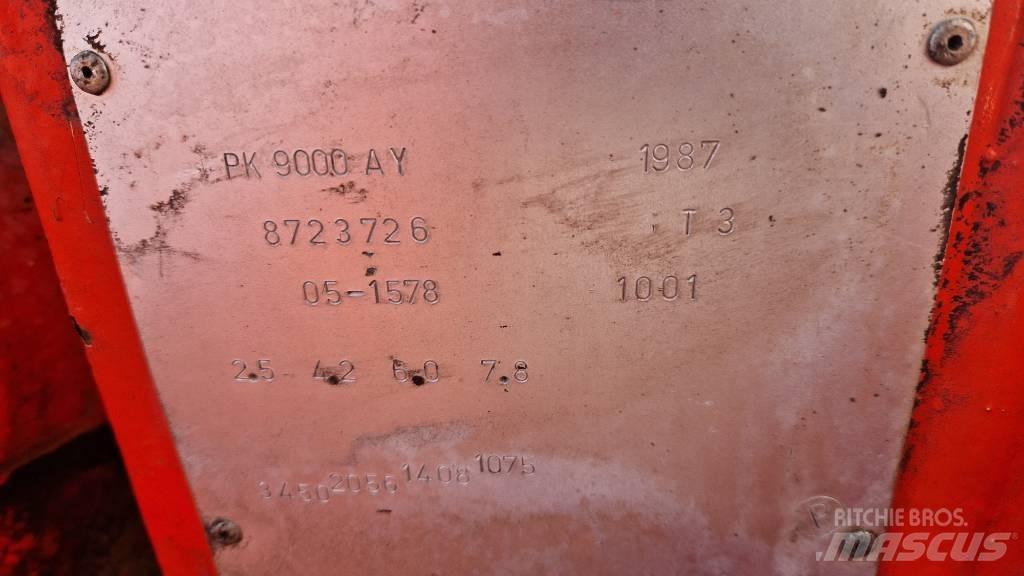 PK 9000 AY 1987
8723726 T 3
05-1578 1001
2.5 4.2 6.0 7.8
3450 2056 1408 1075
RITCHIE BROS.
MASCUS